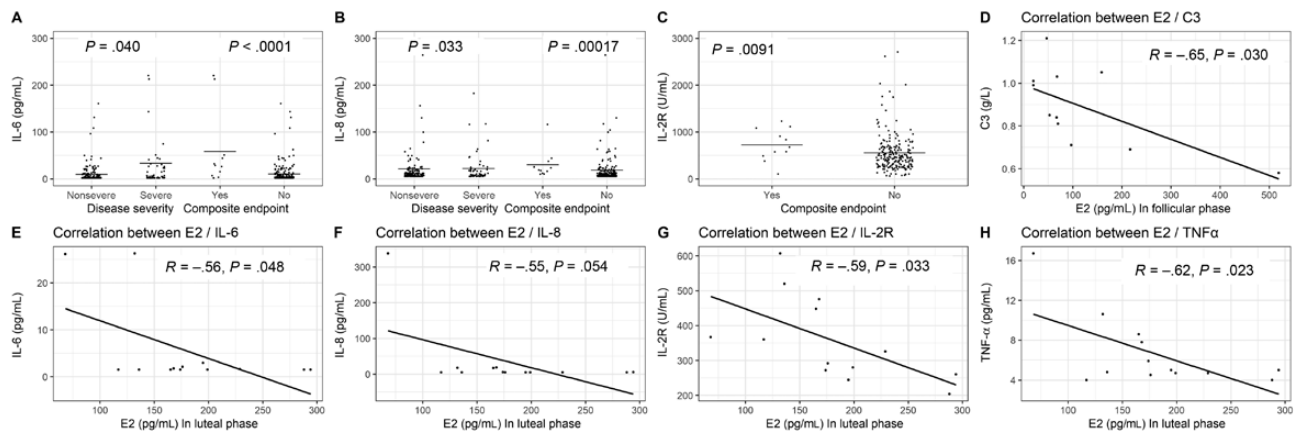 A
P = .040
P < .0001
IL-6 (pg/mL)
300
200
100
0
Nonsevere
Severe
Yes
No
Disease severity
Composite endpoint
B
P = .033
P = .00017
IL-8 (pg/mL)
300
200
100
0
Nonsevere
Severe
Yes
No
Disease severity
Composite endpoint
C
P = .0091
IL-2R (U/mL)
3000
2000
1000
0
Yes
No
Composite endpoint
D
Correlation between E2 / C3
R = –.65, P = .030
C3 (g/L)
1.2
1.0
0.8
0.6
0
100
200
300
400
500
E2 (pg/mL) In follicular phase
E
Correlation between E2 / IL-6
R = –.56, P = .048
IL-6 (pg/mL)
20
10
0
100
150
200
250
300
E2 (pg/mL) In luteal phase
F
Correlation between E2 / IL-8
R = –.55, P = .054
IL-8 (pg/mL)
300
200
100
0
100
150
200
250
300
E2 (pg/mL) In luteal phase
G
Correlation between E2 / IL-2R
R = –.59, P = .033
IL-2R (U/mL)
600
500
400
300
200
100
150
200
250
300
E2 (pg/mL) In luteal phase
H
Correlation between E2 / TNFα
R = –.62, P = .023
TNF-α (pg/mL)
16
12
8
4
100
150
200
250
300
E2 (pg/mL) In luteal phase